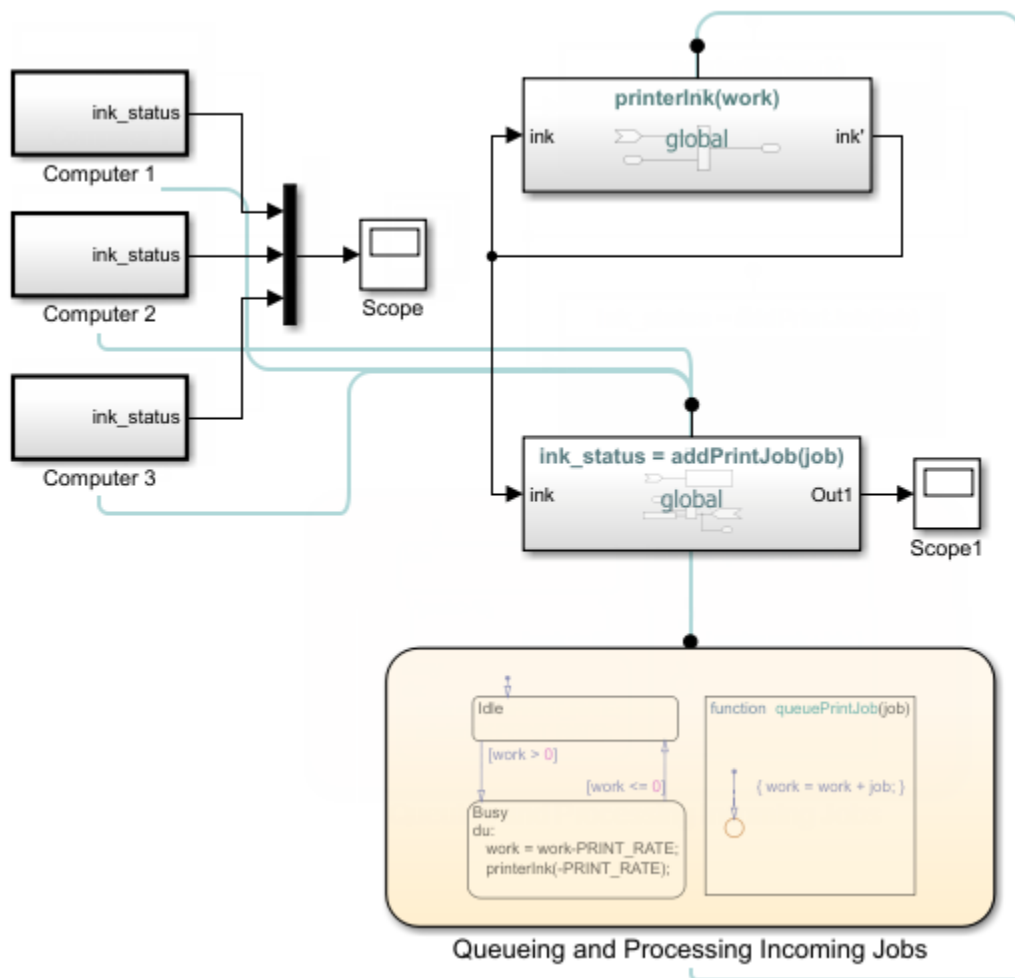 ink_status
Computer 1
ink_status
Computer 2
ink_status
Computer 3
Scope
printerInk(work)
ink
global
ink'
ink_status = addPrintJob(job)
ink
global
Out1
Scope1
Idle
[work > 0]
[work <= 0]
Busy
du:
work = work-PRINT_RATE;
printerInk(-PRINT_RATE);
function queuePrintJob(job)
{ work = work + job; }
Queueing and Processing Incoming Jobs